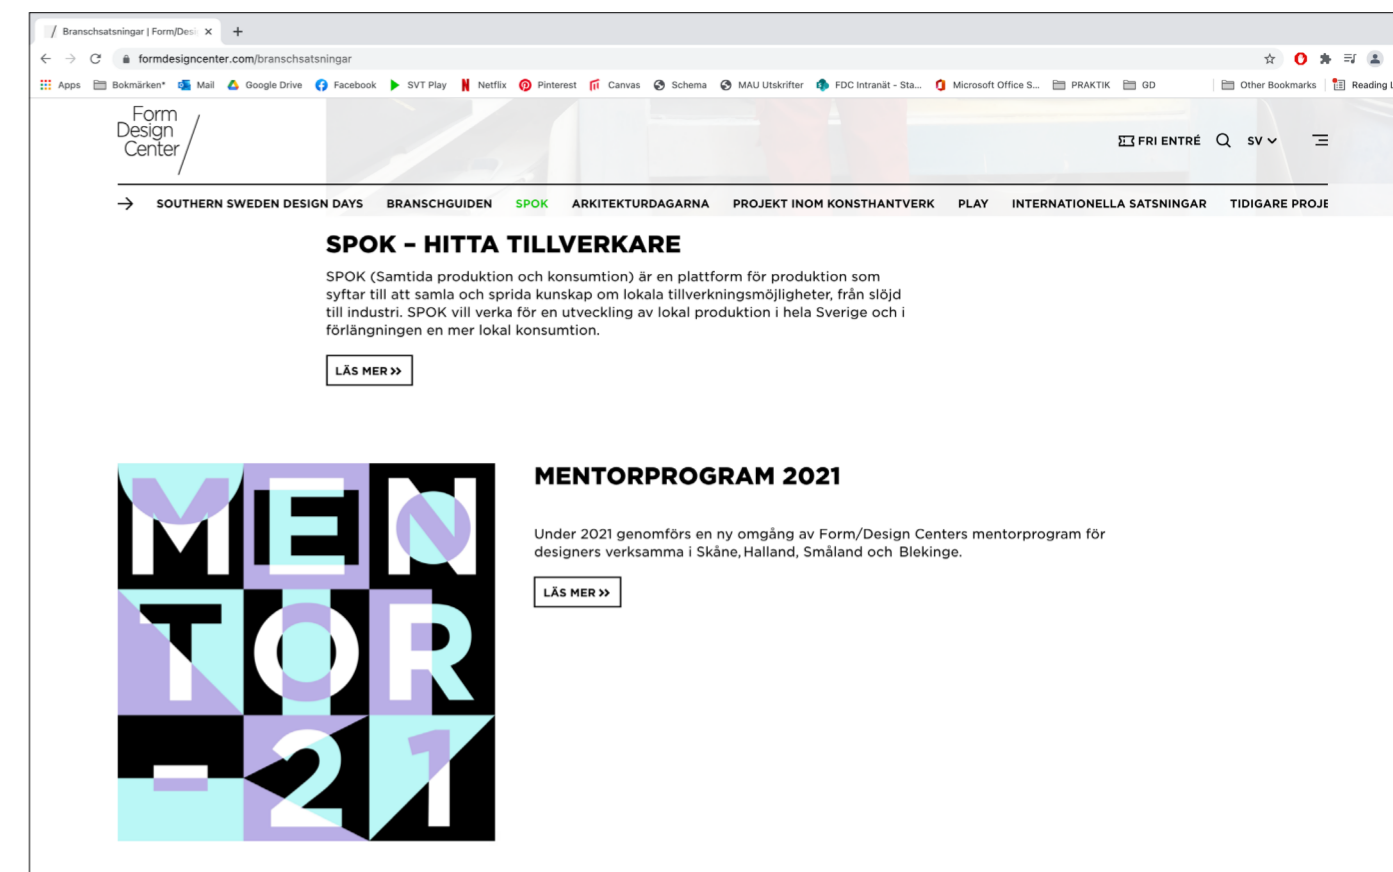 Branschsatsningar | Form/Desi
formdesigncenter.com/branschsatsningar
Apps Bokmärken* Mail Google Drive Facebook SVT Play Netflix Pinterest Canvas Schema MAU Utskrifter FDC Intranät - Sta... Microsoft Office S... PRAKTIK GD Other Bookmarks Reading L
Form
Design
Center
FRI ENTRÉ SV
SOUTHERN SWEDEN DESIGN DAYS BRANSCHGUIDEN SPOK ARKITEKTURDAGARNA PROJEKT INOM KONSTHANTVERK PLAY INTERNATIONELLA SATSNINGAR TIDIGARE PROJE
SPOK – HITTA TILLVERKARE
SPOK (Samtida produktion och konsumtion) är en plattform för produktion som
syftar till att samla och sprida kunskap om lokala tillverkningsmöjligheter, från slöjd
till industri. SPOK vill verka för en utveckling av lokal produktion i hela Sverige och i
förlängningen en mer lokal konsumtion.
LÄS MER >>
MEN
TOR
-21
MENTORPROGRAM 2021
Under 2021 genomförs en ny omgång av Form/Design Centers mentorprogram för
designers verksamma i Skåne, Halland, Småland och Blekinge.
LÄS MER >>